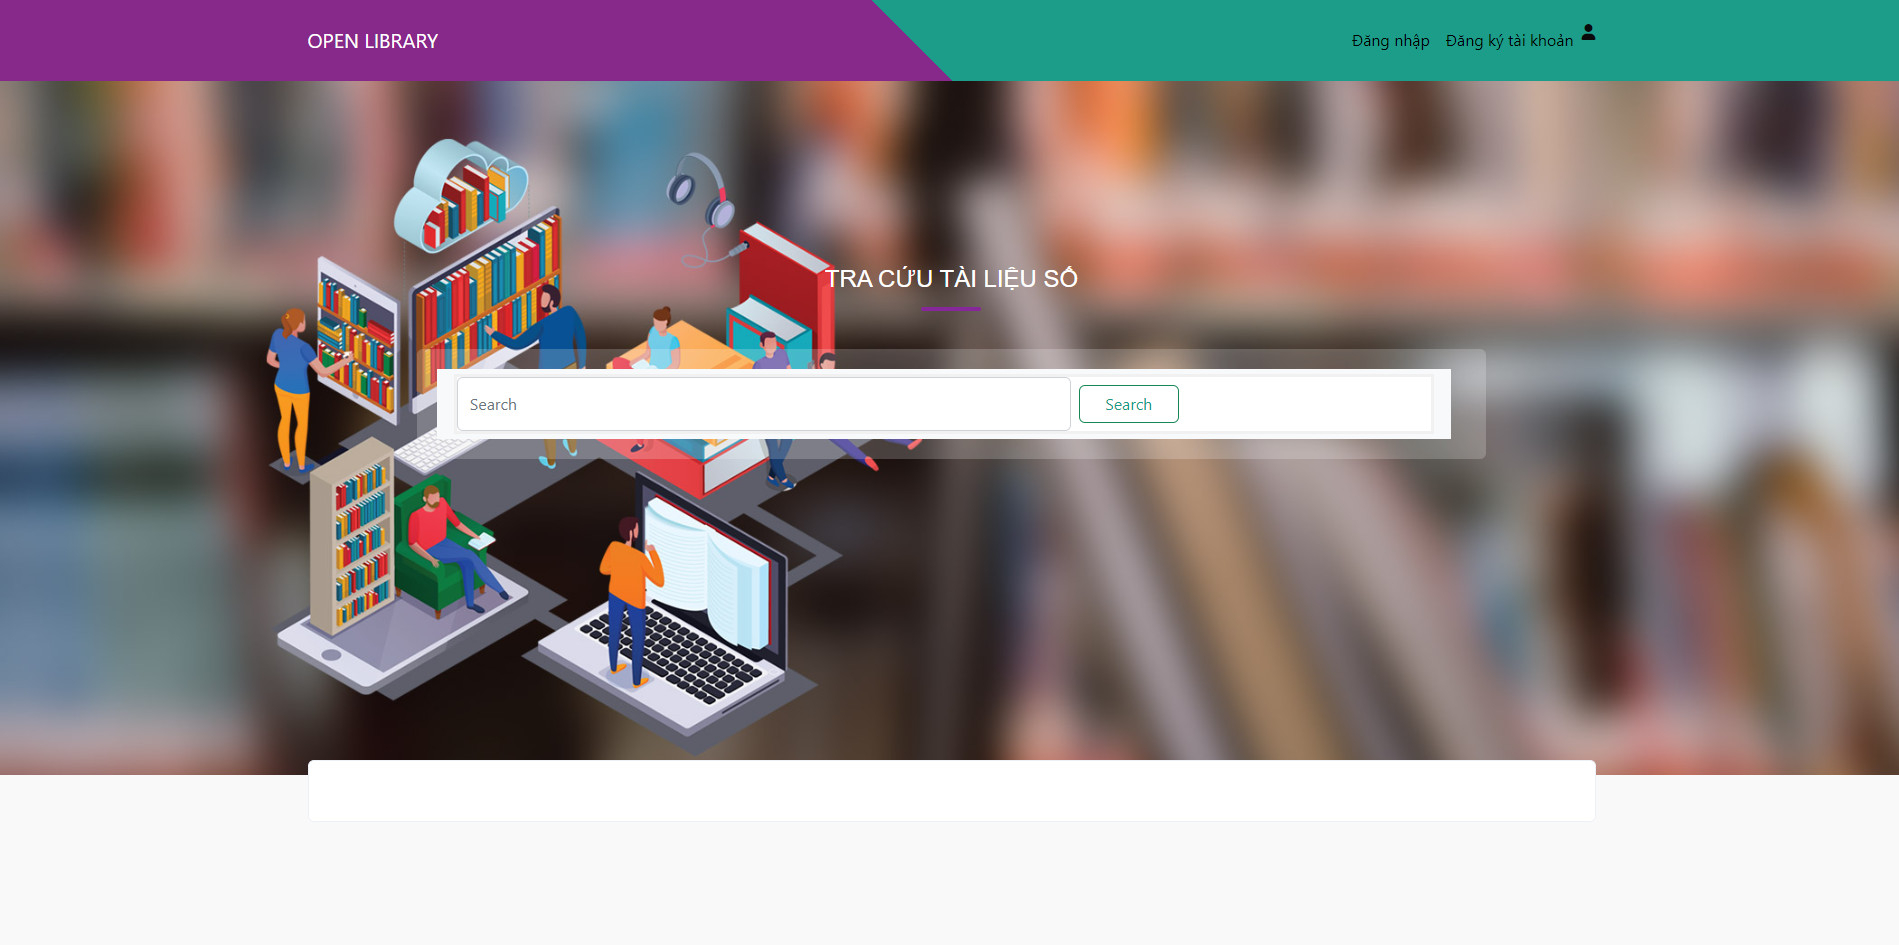 OPEN LIBRARY
Đăng nhập Đăng ký tài khoản
TRA CỨU TÀI LIỆU SỐ
Search Search